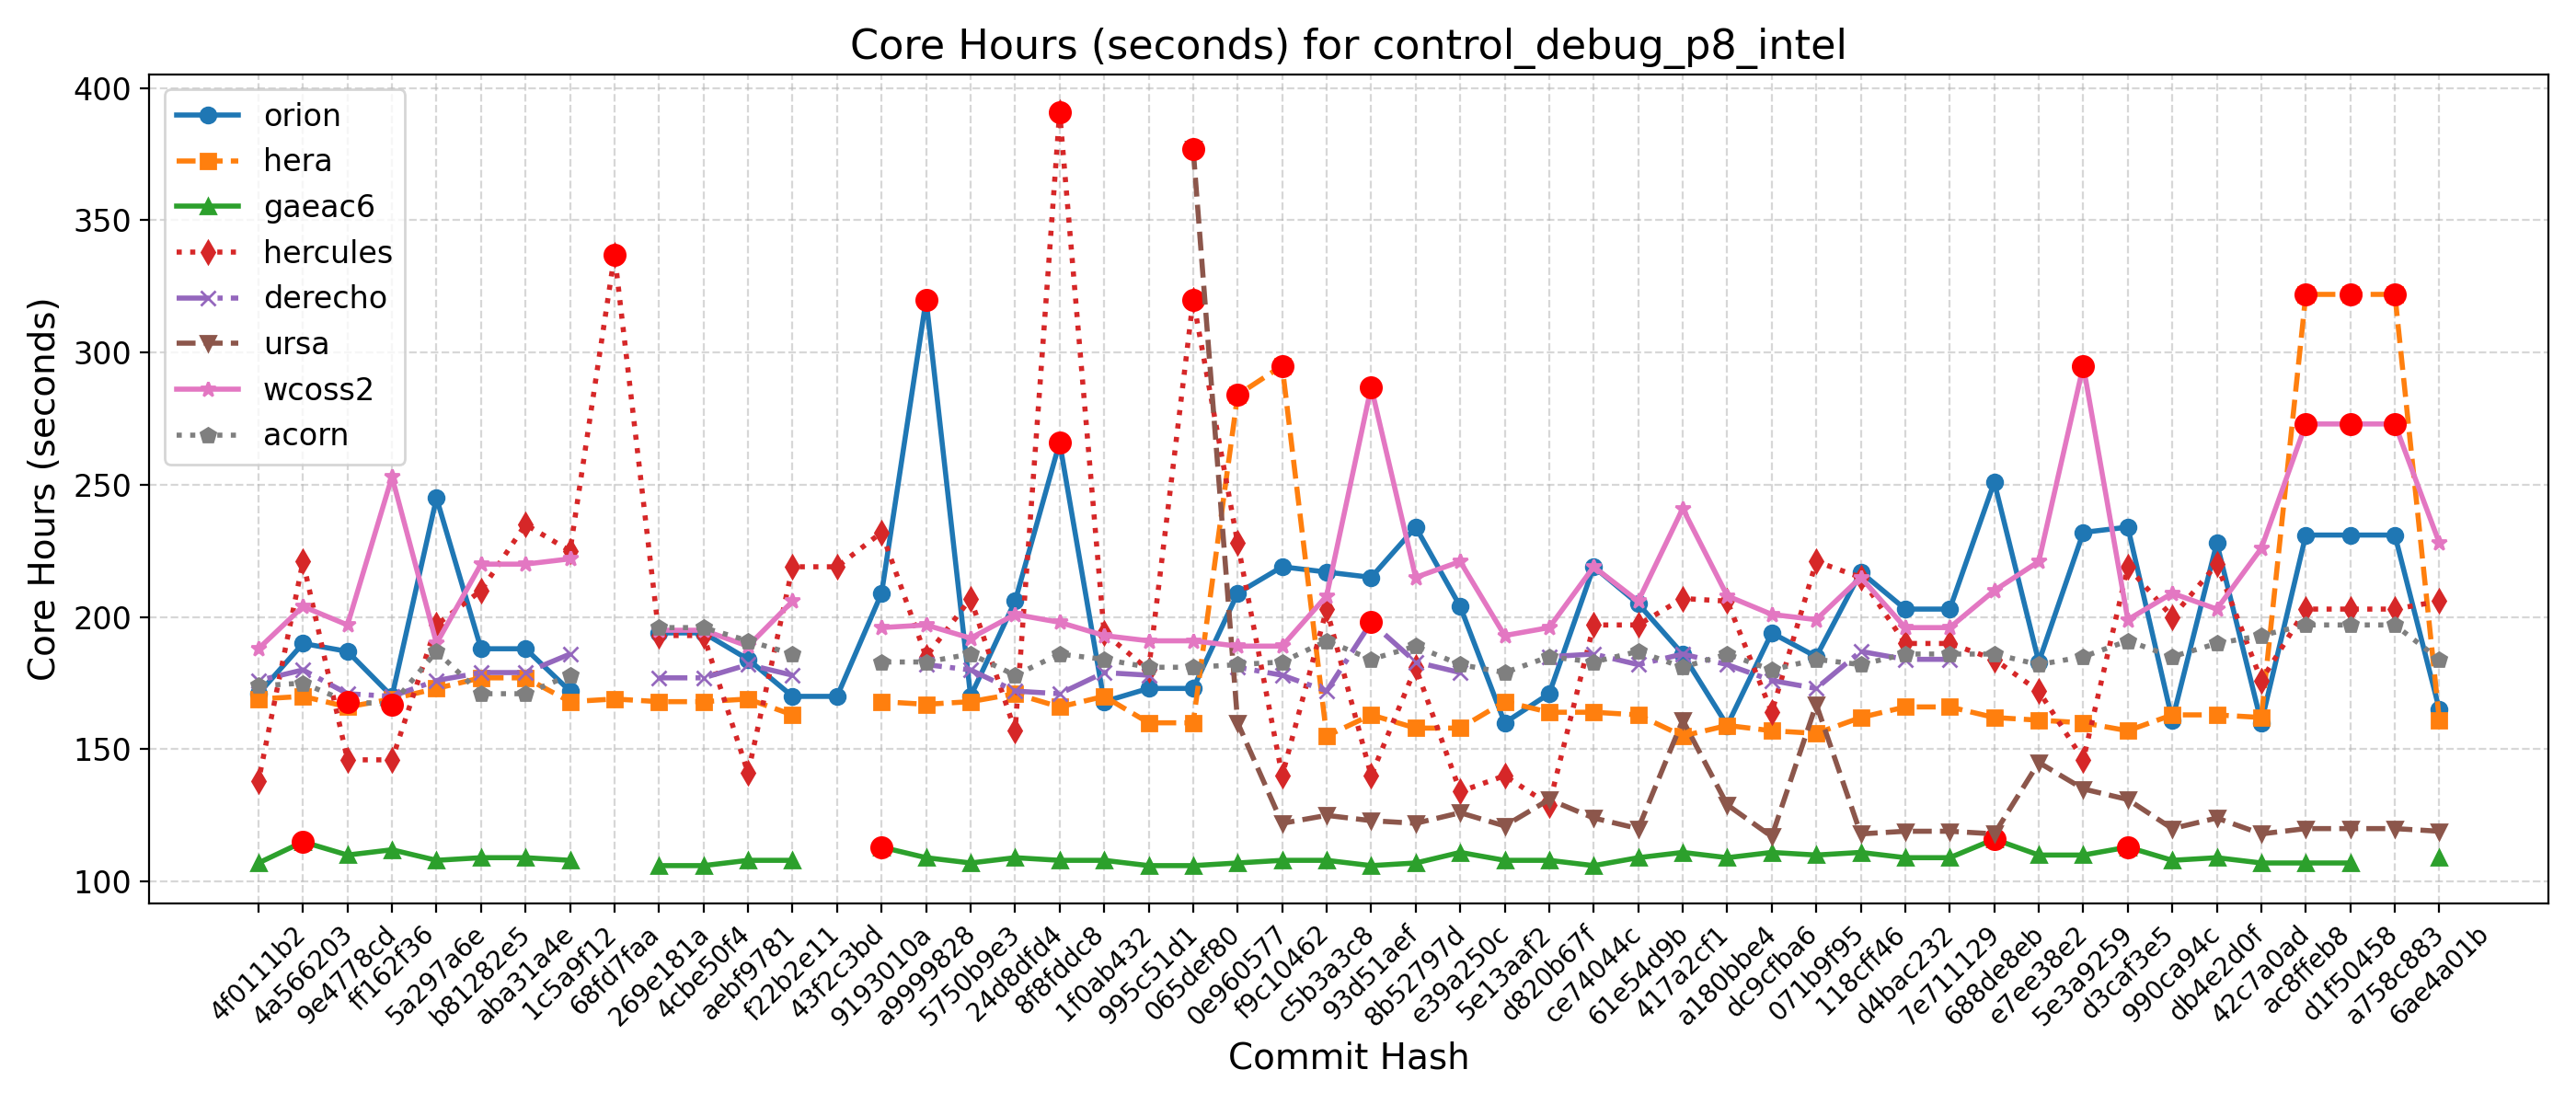 Core Hours (seconds) for control_debug_p8_intel
Core Hours (seconds)
400
350
300
250
200
150
100
orion
hera
gaeac6
hercules
derecho
ursa
wcoss2
acorn
4f0111b2
4a566203
9e4778cd
ff162f36
5a297a6e
b81282e5
aba31a4e
1c5a9f12
68fd7faa
269e181a
4cbe50f4
aebf9781
f22b2e11
43f2c3bd
9193010a
a9999828
5750b9e3
24d8dfd4
8f8fddc8
1f0ab432
995c51d1
065def80
0e960577
f9c10462
c5b3a3c8
93d51aef
8b52797d
e39a250c
5e13aaf2
d820b67f
ce74044c
61e54d9b
417a2cf1
a180bbe4
dc9cfba6
071b9f95
118cff46
d4bac232
7e711129
688de8eb
e7ee38e2
5e3a9259
d3caf3e5
990ca94c
db4e2d0f
42c7a0ad
ac8ffeb8
d1f50458
a758c883
6ae4a01b
Commit Hash